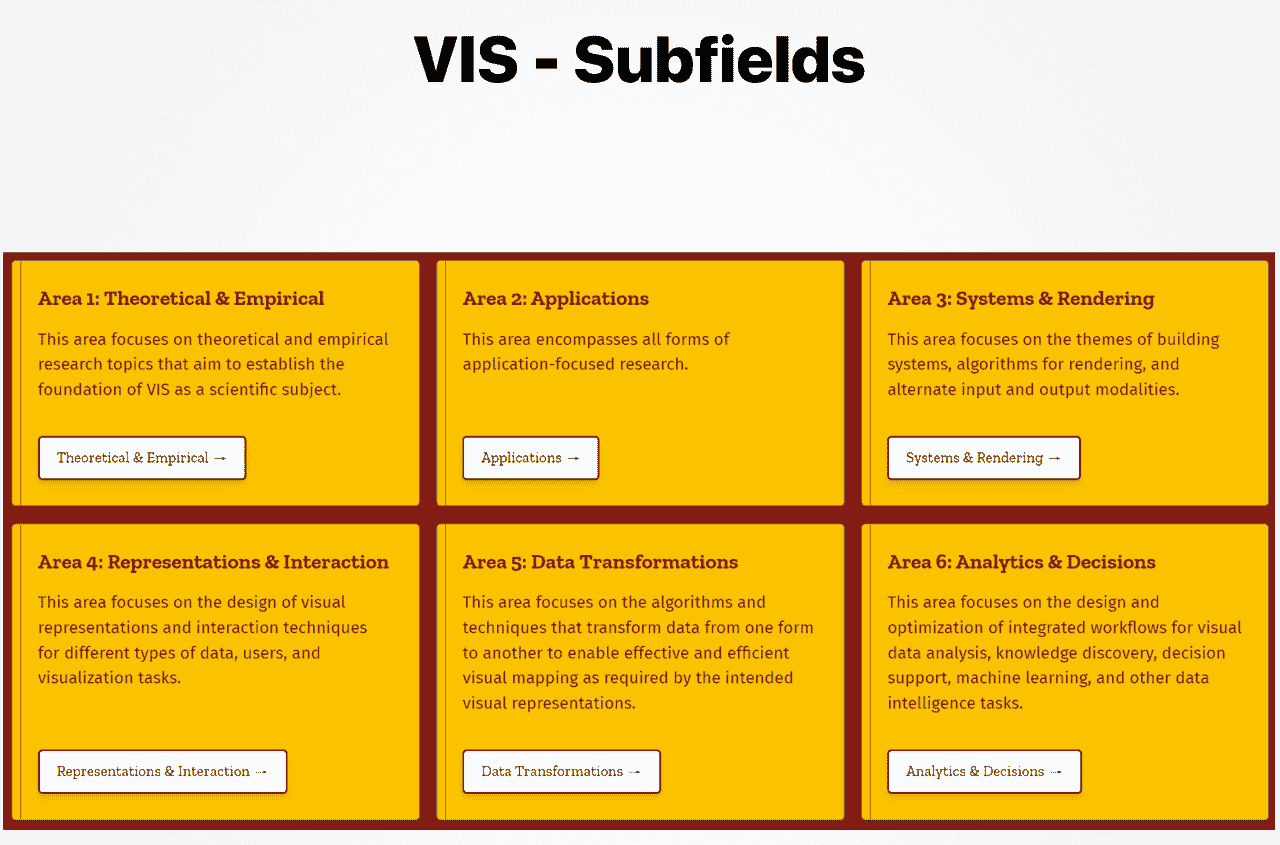 VIS - Subfields
Area 1: Theoretical & Empirical
This area focuses on theoretical and empirical
research topics that aim to establish the
foundation of VIS as a scientific subject.
Theoretical & Empirical →
Area 2: Applications
This area encompasses all forms of
application-focused research.
Applications →
Area 3: Systems & Rendering
This area focuses on the themes of building
systems, algorithms for rendering, and
alternate input and output modalities.
Systems & Rendering →
Area 4: Representations & Interaction
This area focuses on the design of visual
representations and interaction techniques
for different types of data, users, and
visualization tasks.
Representations & Interaction →
Area 5: Data Transformations
This area focuses on the algorithms and
techniques that transform data from one form
to another to enable effective and efficient
visual mapping as required by the intended
visual representations.
Data Transformations →
Area 6: Analytics & Decisions
This area focuses on the design and
optimization of integrated workflows for visual
data analysis, knowledge discovery, decision
support, machine learning, and other data
intelligence tasks.
Analytics & Decisions →